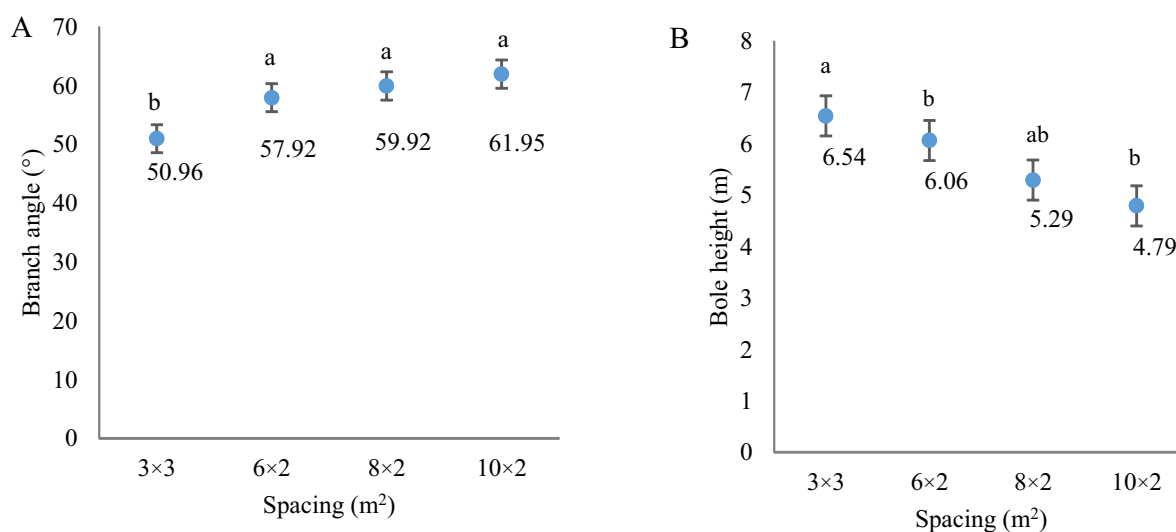 A
Branch angle (°)
70
60
50
40
30
20
10
0
b
a
a
a
50.96
57.92
59.92
61.95
3×3
6×2
8×2
10×2
Spacing (m²)
B
Bole height (m)
8
7
6
5
4
3
2
1
0
a
b
ab
b
6.54
6.06
5.29
4.79
3×3
6×2
8×2
10×2
Spacing (m²)